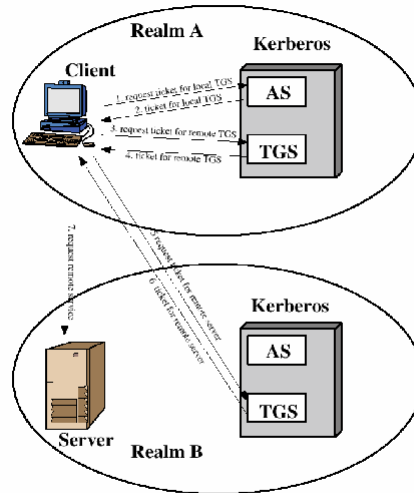 Realm A
Kerberos
Client
1. request ticket for local TGS
2. ticket for local TGS
AS
3. request ticket for remote TGS
4. ticket for remote TGS
TGS
5 request ticket for remote server
6. ticket for remote server
7. request remote service
Kerberos
AS
TGS
Server
Realm B